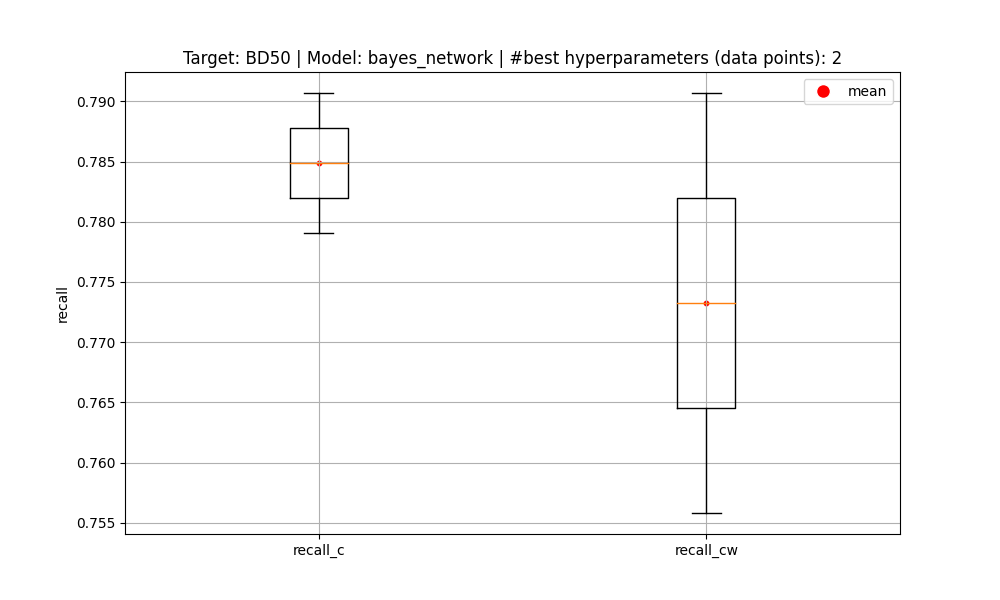 Target: BD50 | Model: bayes_network | #best hyperparameters (data points): 2
mean
0.790
0.785
0.780
0.775
0.770
0.765
0.760
0.755
recall
recall_c
recall_cw